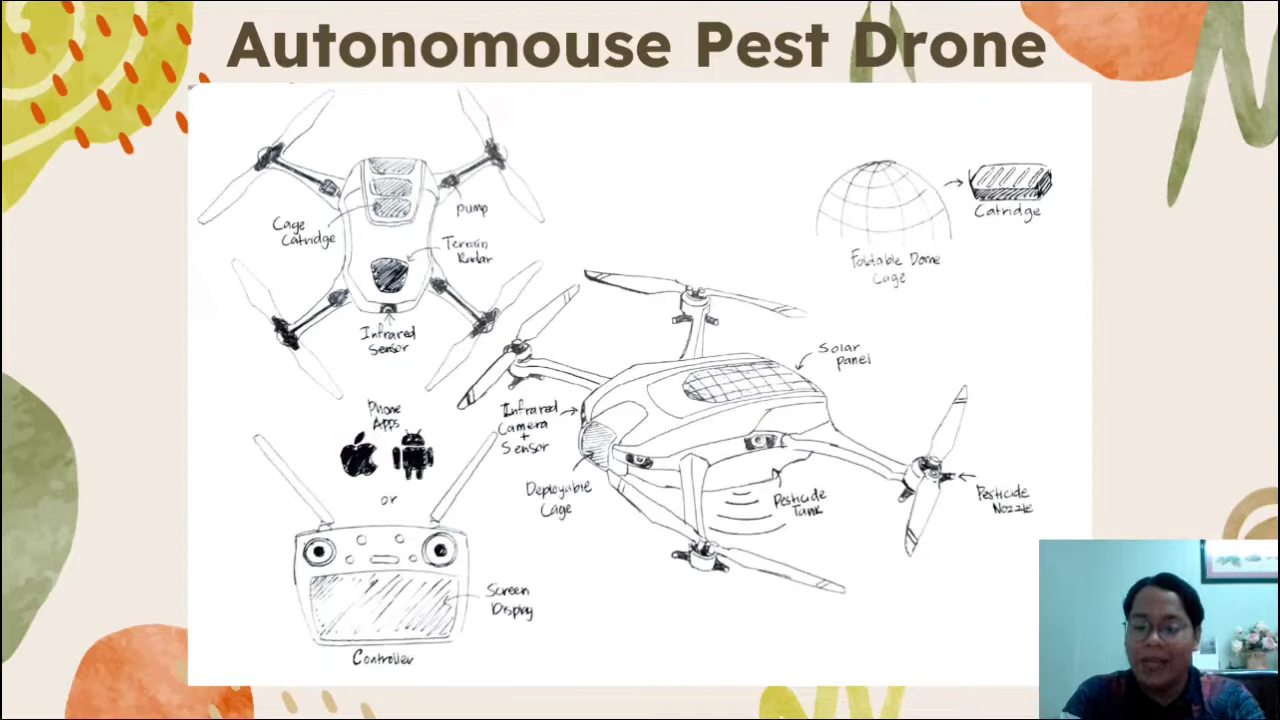 Autonomouse Pest Drone
Cage
Catridge
pump
Terrain
Radar
Infrared
Sensor
Foldable Dome
Cage
Catridge
Solar
panel
Infrared
Camera
+
Sensor
Deployable
Cage
Pesticide
Tank
Pesticide
Nozzle
Phone
Apps
or
Screen
Display
Controller